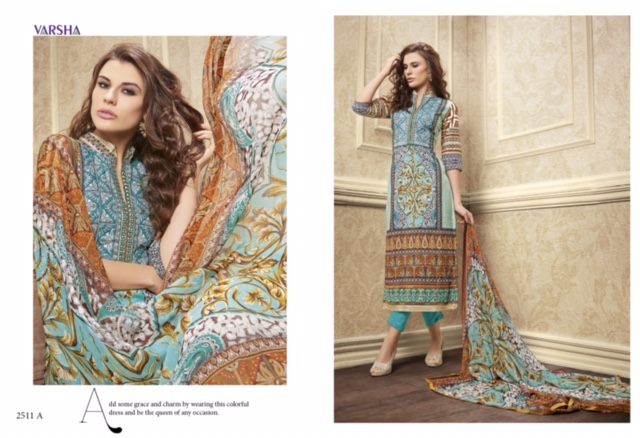 VARSHA
Add some grace and charm by wearing this colorful
dress and be the queen of any occasion.
2511 A